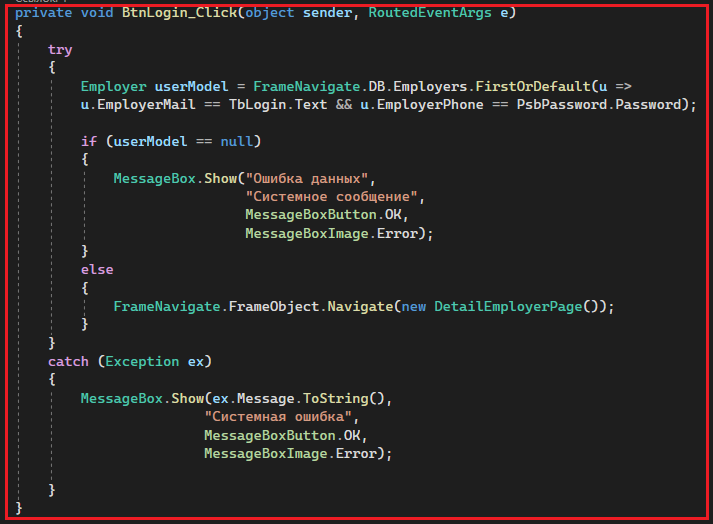 private void BtnLogin_Click(object sender, RoutedEventArgs e)
{
try
{
Employer userModel = FrameNavigate.DB.Employers.FirstOrDefault(u =>
u.EmployerMail == TbLogin.Text && u.EmployerPhone == PsbPassword.Password);
if (userModel == null)
{
MessageBox.Show("Ошибка данных",
"Системное сообщение",
MessageBoxButton.OK,
MessageBoxImage.Error);
}
else
{
FrameNavigate.FrameObject.Navigate(new DetailEmployerPage());
}
}
catch (Exception ex)
{
MessageBox.Show(ex.Message.ToString(),
"Системная ошибка",
MessageBoxButton.OK,
MessageBoxImage.Error);
}
}